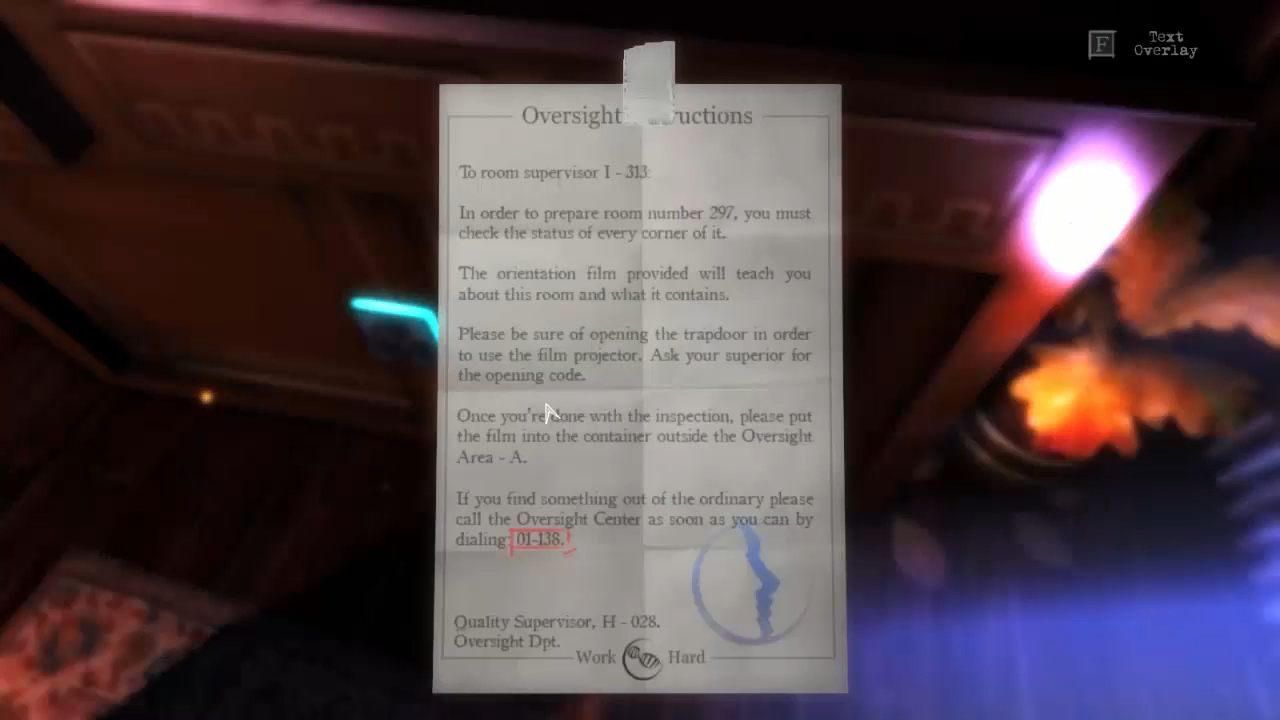 F
Text
Overlay
Oversight ructions
To room supervisor I - 313:
In order to prepare room number 297, you must
check the status of every corner of it.
The orientation film provided will teach you
about this room and what it contains.
Please be sure of opening the trapdoor in order
to use the film projector. Ask your superior for
the opening code.
Once you're done with the inspection, please put
the film into the container outside the Oversight
Area - A.
If you find something out of the ordinary please
call the Oversight Center as soon as you can by
dialing: 01-138.
Quality Supervisor, H - 028.
Oversight Dpt.
Work Hard